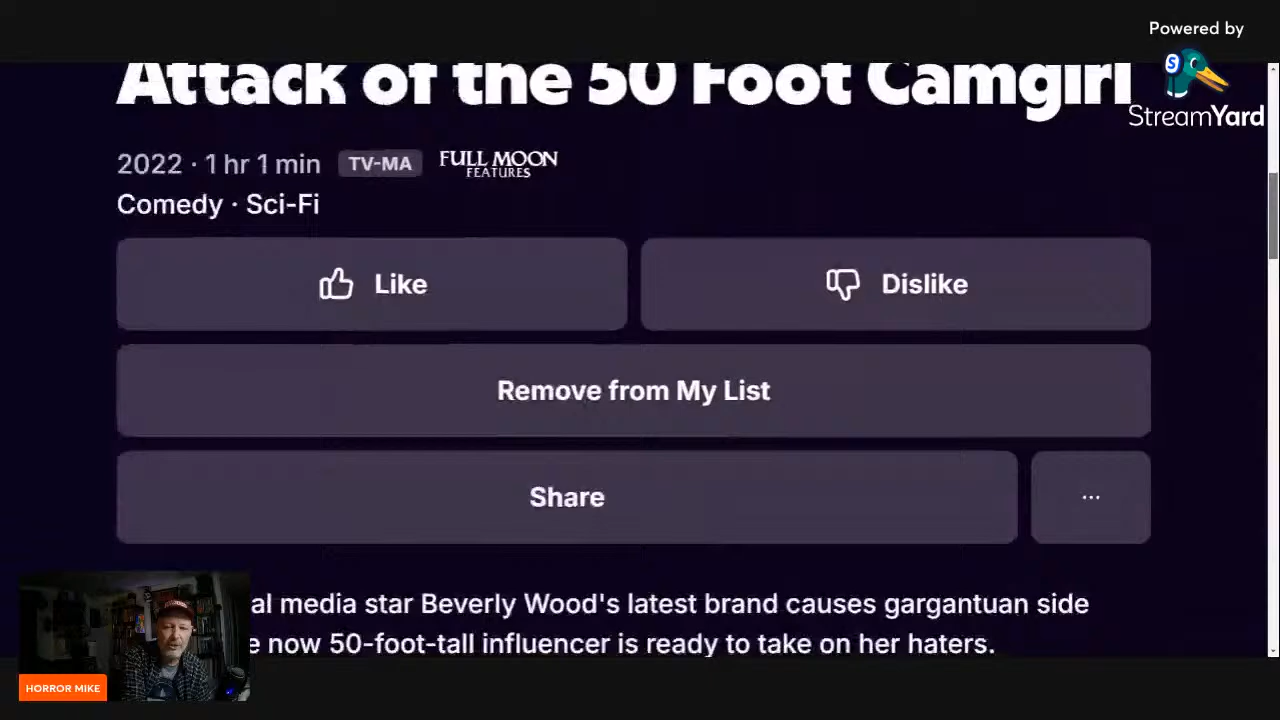 Powered by
StreamYard
Attack of the 50 Foot Camgirl
2022 · 1 hr 1 min TV-MA FULL MOON FEATURES
Comedy · Sci-Fi
Like Dislike
Remove from My List
Share ...
al media star Beverly Wood's latest brand causes gargantuan side
e now 50-foot-tall influencer is ready to take on her haters.
HORROR MIKE